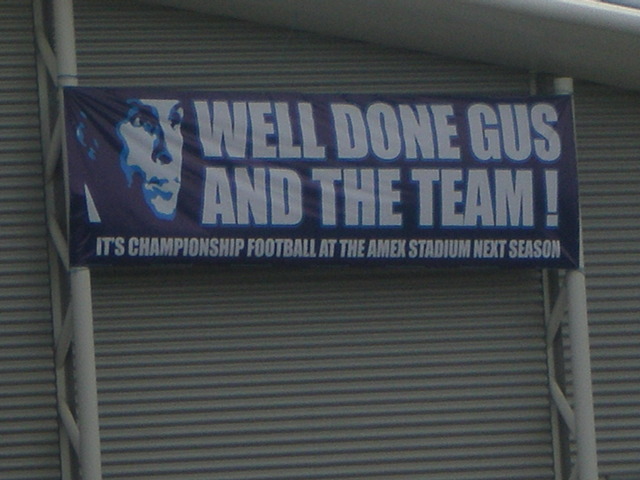 WELL DONE GUS
AND THE TEAM !
IT'S CHAMPIONSHIP FOOTBALL AT THE AMEX STADIUM NEXT SEASON